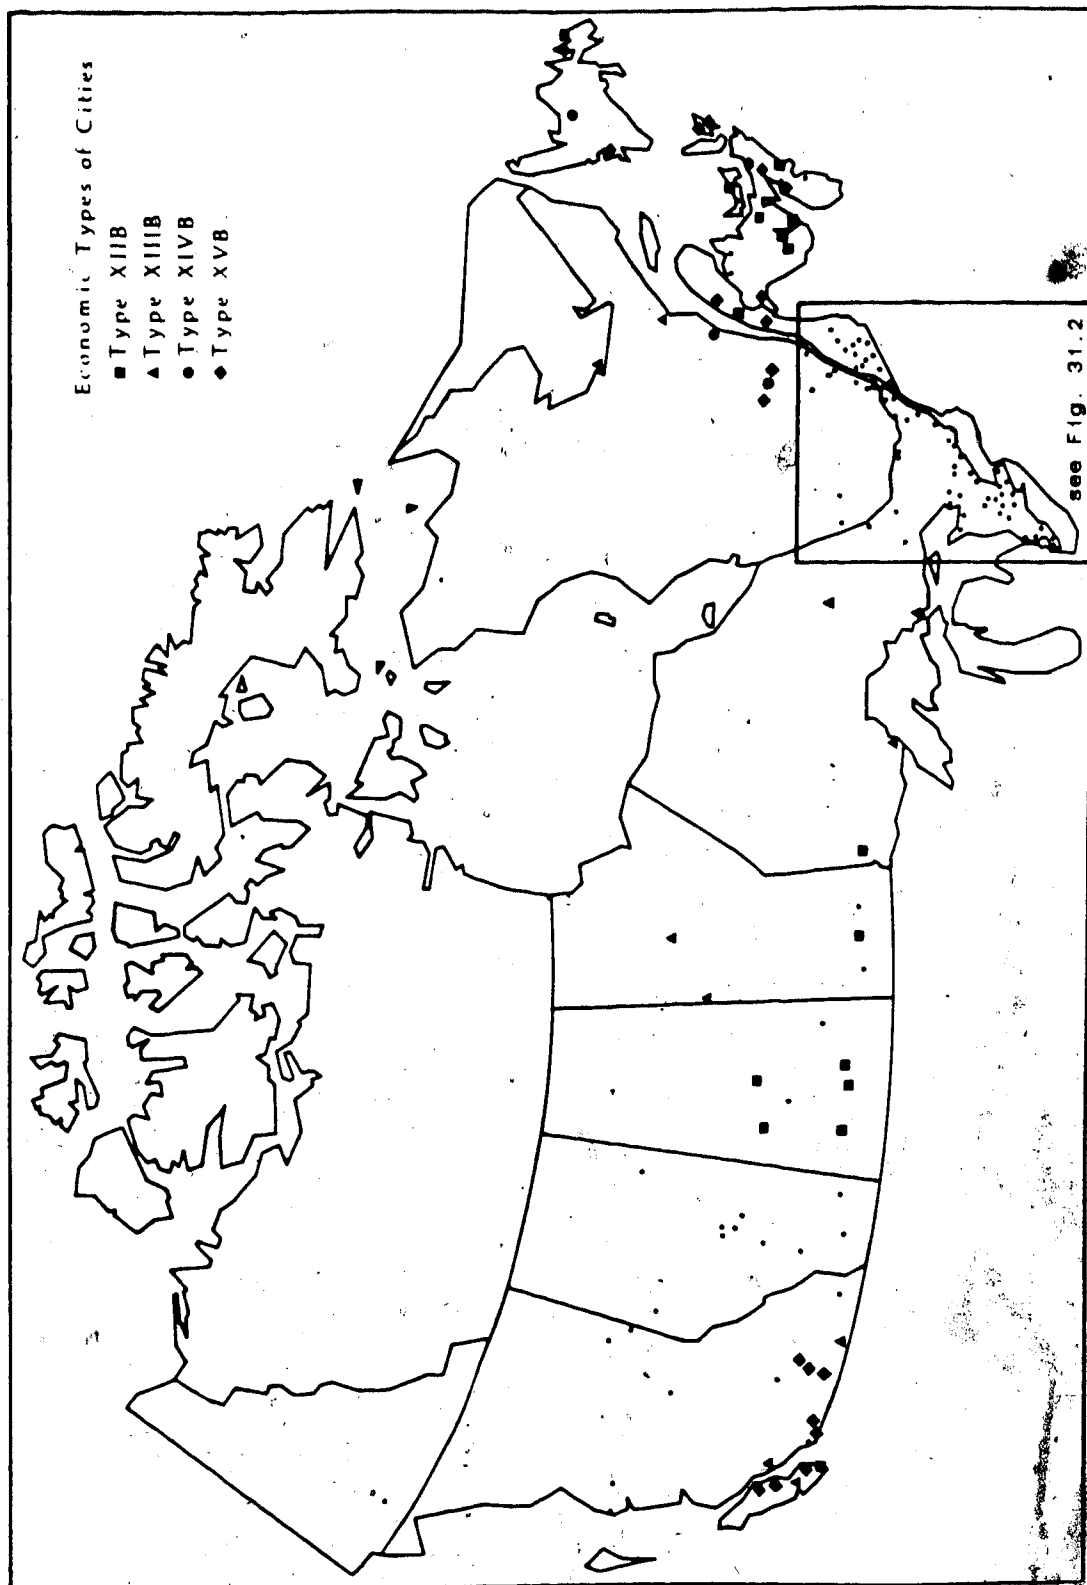 Economic Types of Cities
■ Type XIIB
▲ Type XIIIB
● Type XIVB
◆ Type XVB
see Fig. 31.2